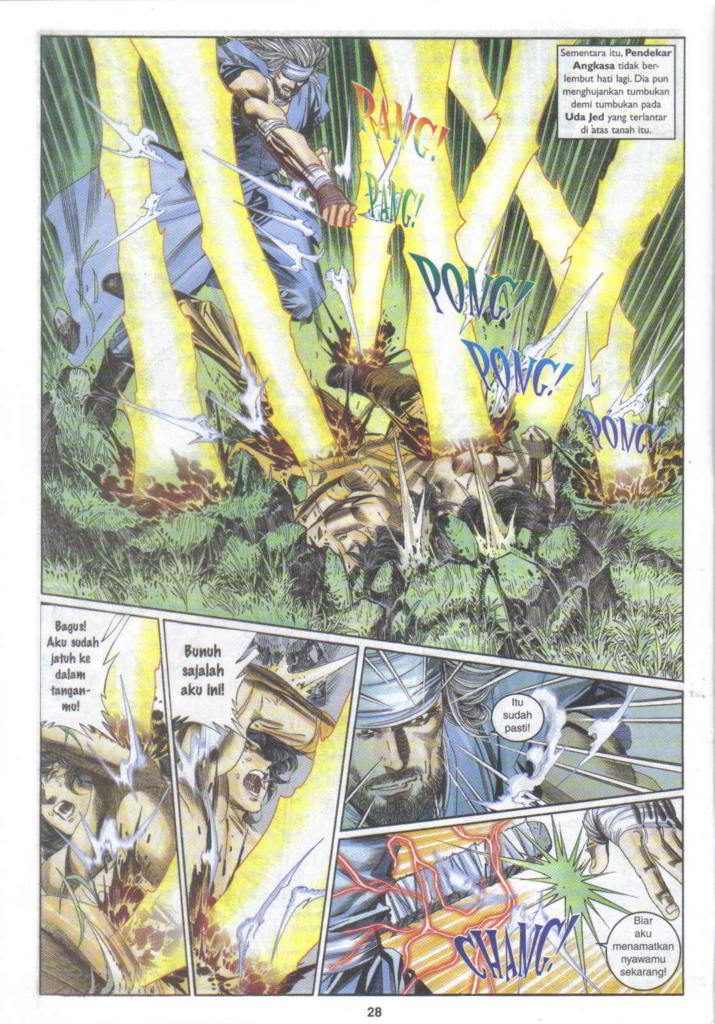 Sementara itu, Pendekar
Angkasa tidak ber-
lembut hati lagi. Dia pun
menghujankan tumbukan
demi tumbukan pada
Uda Jed yang terlantar
di atas tanah itu.
PANG!
PANG!
PONG!
PONG!
PONG!
Bagus!
Aku sudah
jatuh ke
dalam
tangan-
mu!
Bunuh
sajalah
aku ini!
Itu
sudah
pasti!
CHANG!
Biar
aku
menamatkan
nyawamu
sekarang!
28